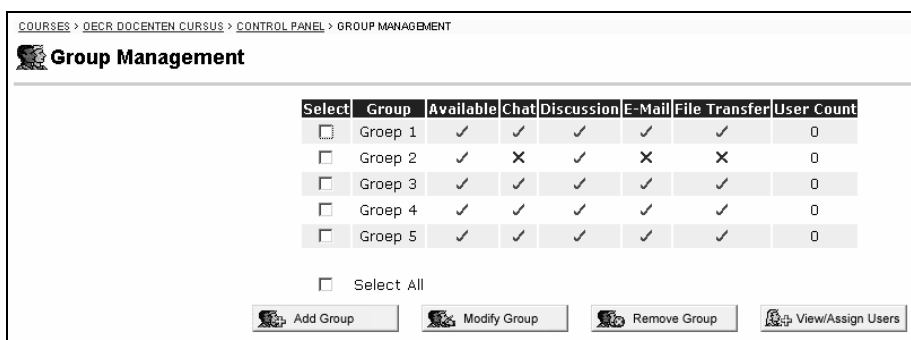 COURSES > OECR DOCENTEN CURSUS > CONTROL PANEL > GROUP MANAGEMENT
Group Management
Select Group Available Chat Discussion E-Mail File Transfer User Count
Groep 1 ✓ ✓ ✓ ✓ ✓ 0
Groep 2 ✓ ✗ ✓ ✗ ✗ 0
Groep 3 ✓ ✓ ✓ ✓ ✓ 0
Groep 4 ✓ ✓ ✓ ✓ ✓ 0
Groep 5 ✓ ✓ ✓ ✓ ✓ 0
Select All
Add Group Modify Group Remove Group View/Assign Users